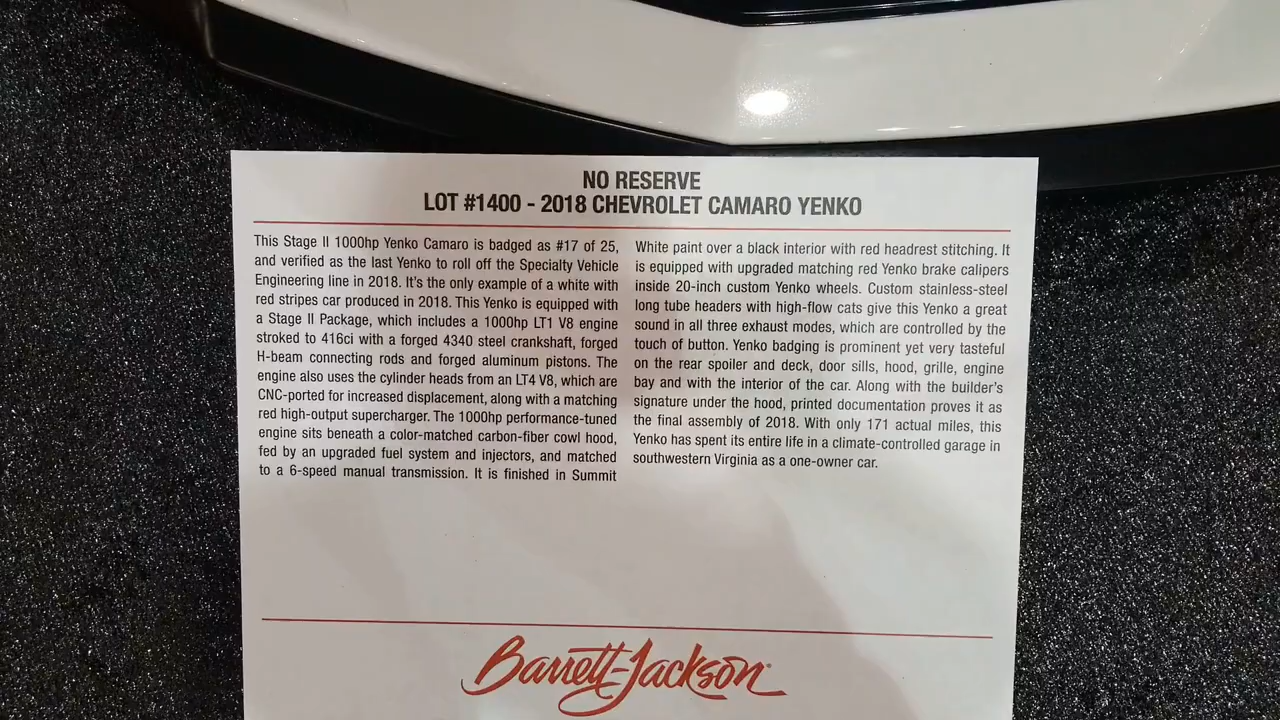 NO RESERVE
LOT #1400 - 2018 CHEVROLET CAMARO YENKO
This Stage II 1000hp Yenko Camaro is badged as #17 of 25,
and verified as the last Yenko to roll off the Specialty Vehicle
Engineering line in 2018. It's the only example of a white with
red stripes car produced in 2018. This Yenko is equipped with
a Stage II Package, which includes a 1000hp LT1 V8 engine
stroked to 416ci with a forged 4340 steel crankshaft, forged
H-beam connecting rods and forged aluminum pistons. The
engine also uses the cylinder heads from an LT4 V8, which are
CNC-ported for increased displacement, along with a matching
red high-output supercharger. The 1000hp performance-tuned
engine sits beneath a color-matched carbon-fiber cowl hood,
fed by an upgraded fuel system and injectors, and matched
to a 6-speed manual transmission. It is finished in Summit
White paint over a black interior with red headrest stitching. It
is equipped with upgraded matching red Yenko brake calipers
inside 20-inch custom Yenko wheels. Custom stainless-steel
long tube headers with high-flow cats give this Yenko a great
sound in all three exhaust modes, which are controlled by the
touch of button. Yenko badging is prominent yet very tasteful
on the rear spoiler and deck, door sills, hood, grille, engine
bay and with the interior of the car. Along with the builder's
signature under the hood, printed documentation proves it as
the final assembly of 2018. With only 171 actual miles, this
Yenko has spent its entire life in a climate-controlled garage in
southwestern Virginia as a one-owner car.
Barrett-Jackson